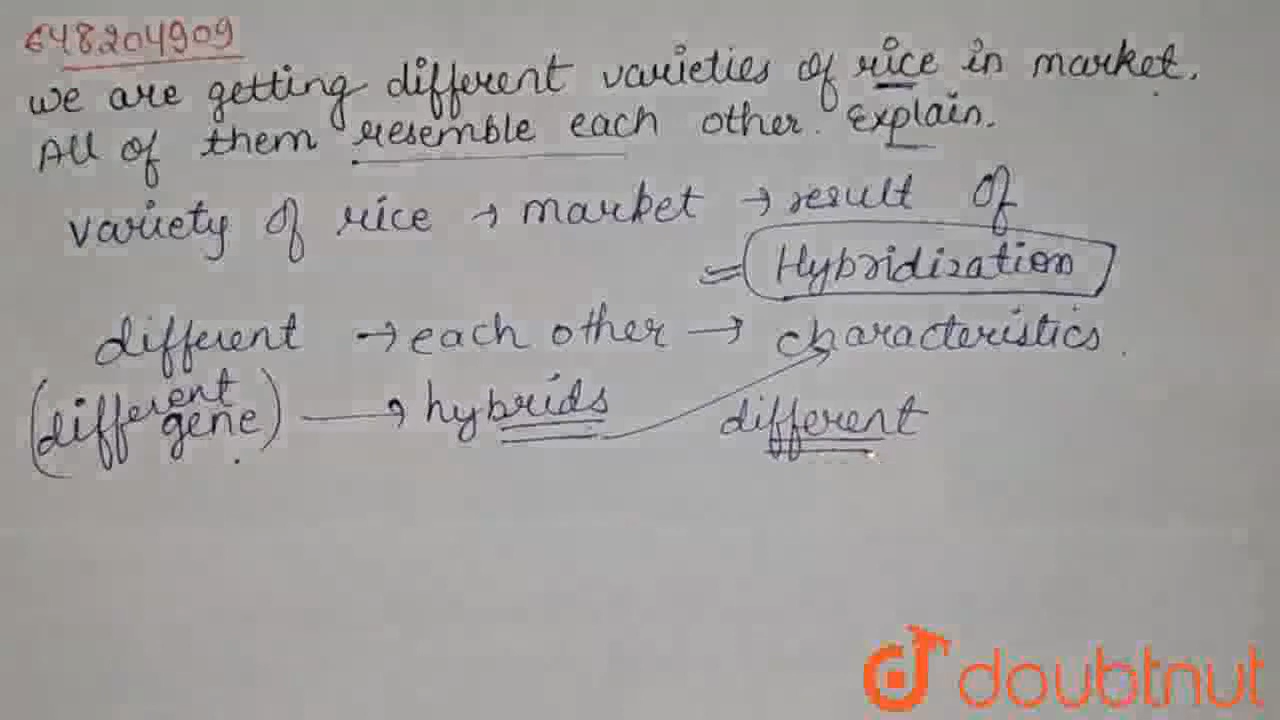 648204909
we are getting different varieties of rice in market.
All of them resemble each other. Explain.
variety of rice → market → result of
= Hybridization
different → each other → characteristics.
(different gene) → hybrids different
doubtnut